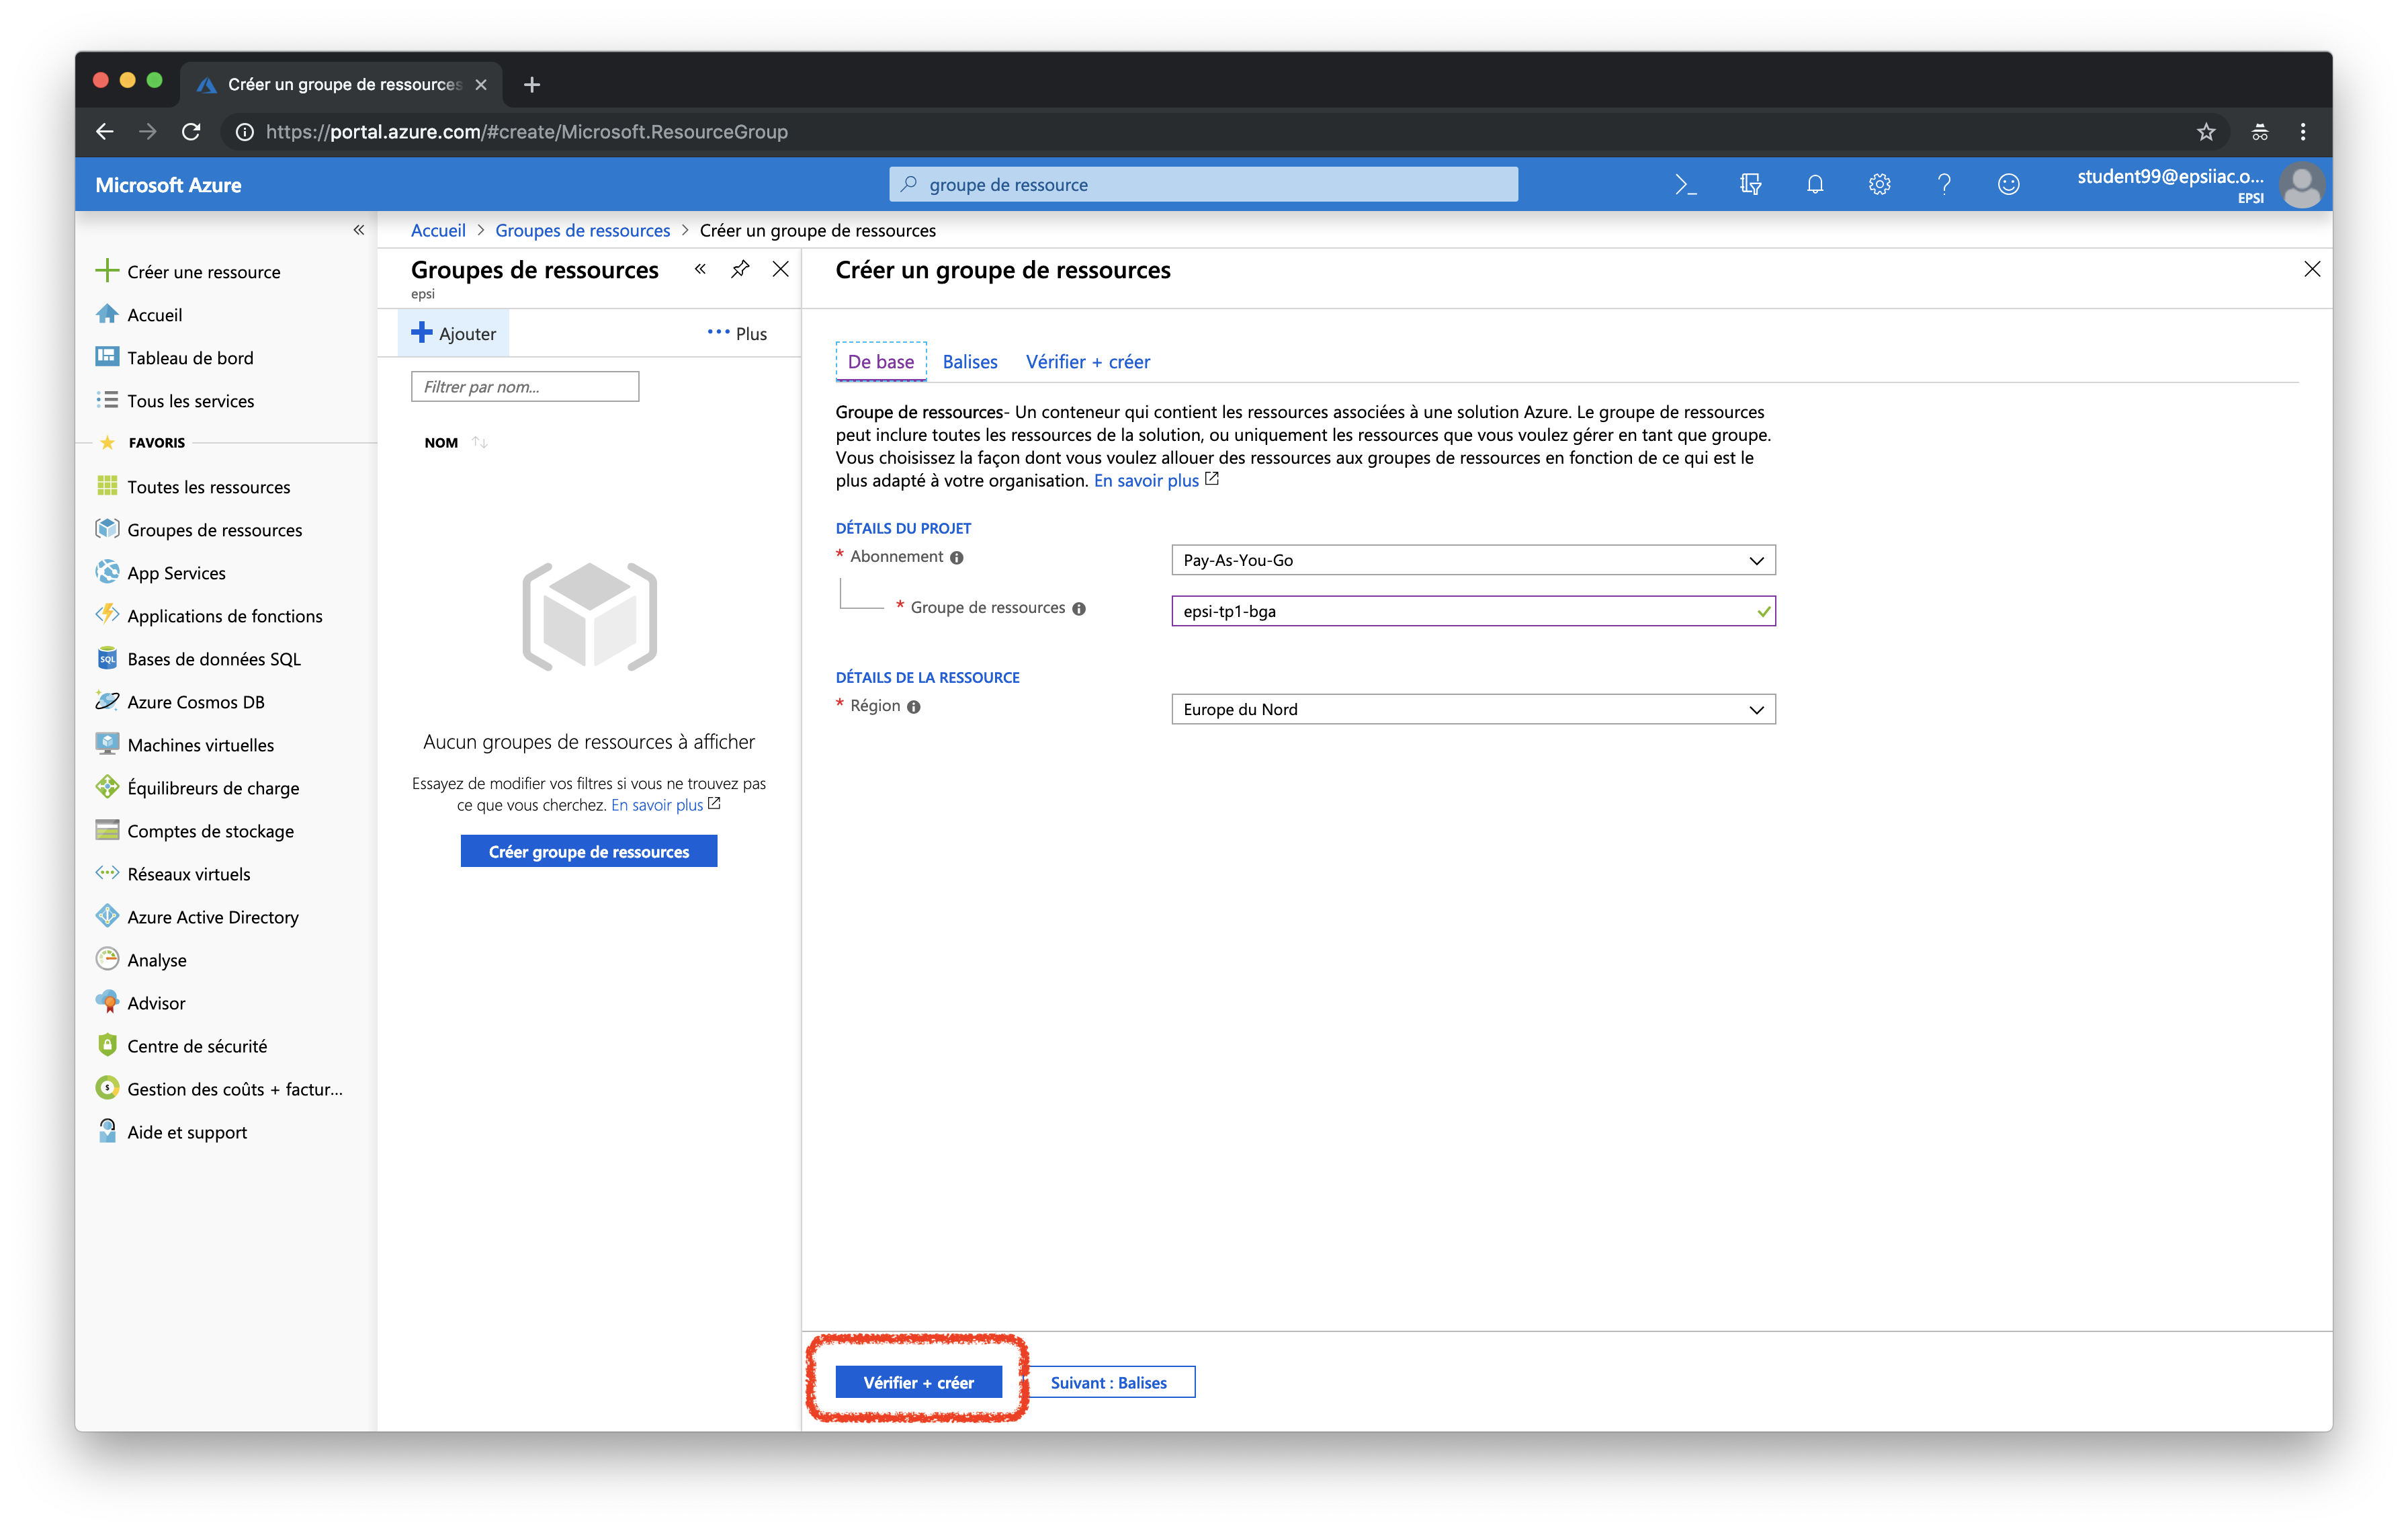 Créer un groupe de ressources
https://portal.azure.com/#create/Microsoft.ResourceGroup
Microsoft Azure
groupe de ressource
student99@epsiiac.o...
EPSI
Créer une ressource
Accueil
Tableau de bord
Tous les services
FAVORIS
Toutes les ressources
Groupes de ressources
App Services
Applications de fonctions
Bases de données SQL
SQL
Azure Cosmos DB
Machines virtuelles
Équilibreurs de charge
Comptes de stockage
Réseaux virtuels
Azure Active Directory
Analyse
Advisor
Centre de sécurité
Gestion des coûts + factur...
Aide et support
Accueil > Groupes de ressources > Créer un groupe de ressources
Groupes de ressources
epsi
Ajouter
Plus
Filtrer par nom...
NOM
Aucun groupes de ressources à afficher
Essayez de modifier vos filtres si vous ne trouvez pas
ce que vous cherchez. En savoir plus
Créer groupe de ressources
Créer un groupe de ressources
De base Balises Vérifier + créer
Groupe de ressources- Un conteneur qui contient les ressources associées à une solution Azure. Le groupe de ressources
peut inclure toutes les ressources de la solution, ou uniquement les ressources que vous voulez gérer en tant que groupe.
Vous choisissez la façon dont vous voulez allouer des ressources aux groupes de ressources en fonction de ce qui est le
plus adapté à votre organisation. En savoir plus
DÉTAILS DU PROJET
* Abonnement
Pay-As-You-Go
* Groupe de ressources
epsi-tp1-bga
DÉTAILS DE LA RESSOURCE
* Région
Europe du Nord
Vérifier + créer
Suivant : Balises